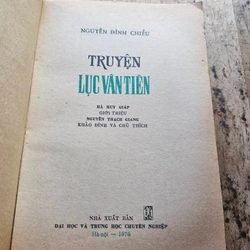 NGUYỄN ĐÌNH CHIỂU
TRUYỆN
LỤC VÂN TIÊN
HÀ HUY GIÁP
GIỚI THIỆU
NGUYỄN THẠCH GIANG
KHẢO ĐÍNH VÀ CHÚ THÍCH
NHÀ XUẤT BẢN
ĐẠI HỌC VÀ TRUNG HỌC CHUYÊN NGHIỆP
Hà-nội — 1976